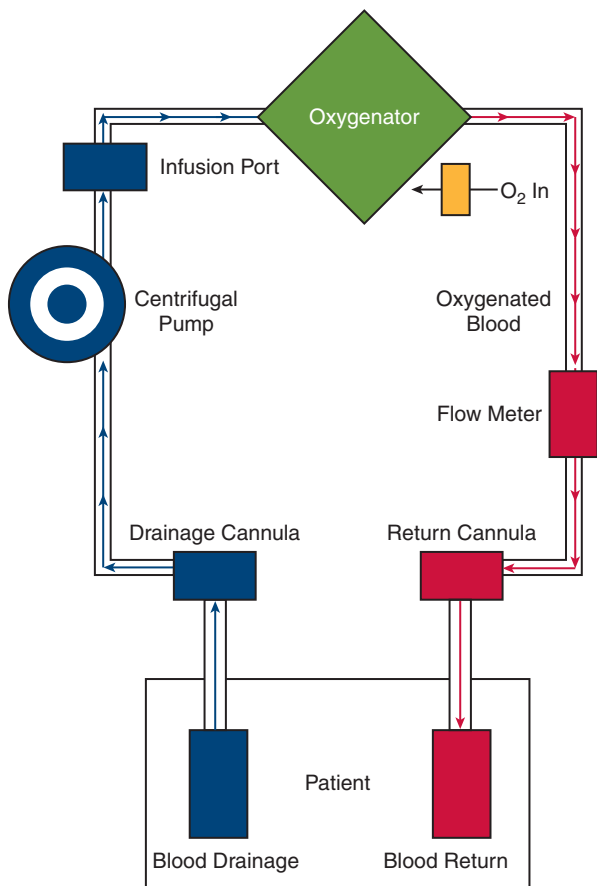 Oxygenator
Infusion Port
O₂ In
Centrifugal
Pump
Oxygenated
Blood
Flow Meter
Drainage Cannula
Return Cannula
Patient
Blood Drainage
Blood Return